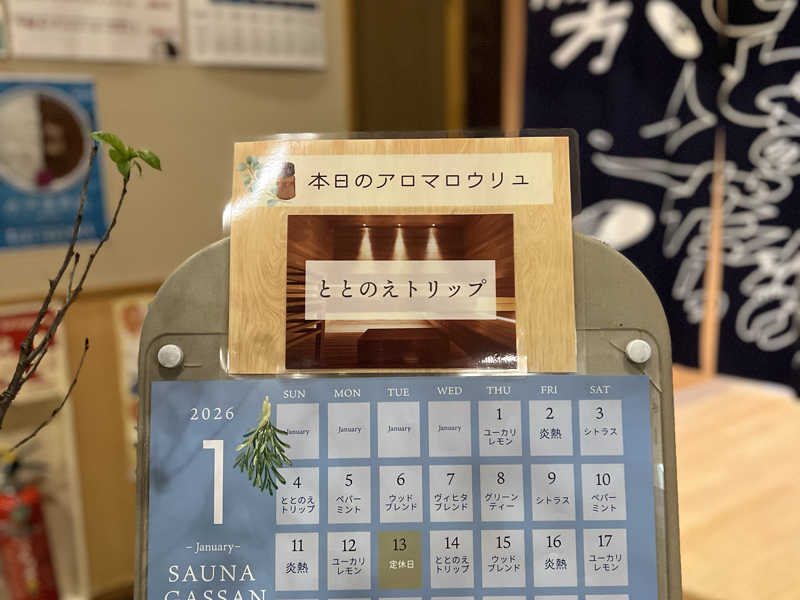 本日のアロマロウリュ
ととのえトリップ
2026
1
– January –
SAUNA
GASSAN
SUN MON TUE WED THU FRI SAT
January January January January 1 2 3
ユーカリ 炎熱 シトラス
レモン
4 5 6 7 8 9 10
ととのえ ペパー ウッド ヴィヒタ グリーン シトラス ペパー
トリップ ミント ブレンド ブレンド ティー ミント
11 12 13 14 15 16 17
炎熱 ユーカリ 定休日 ととのえ ウッド 炎熱 ユーカリ
レモン トリップ ブレンド レモン